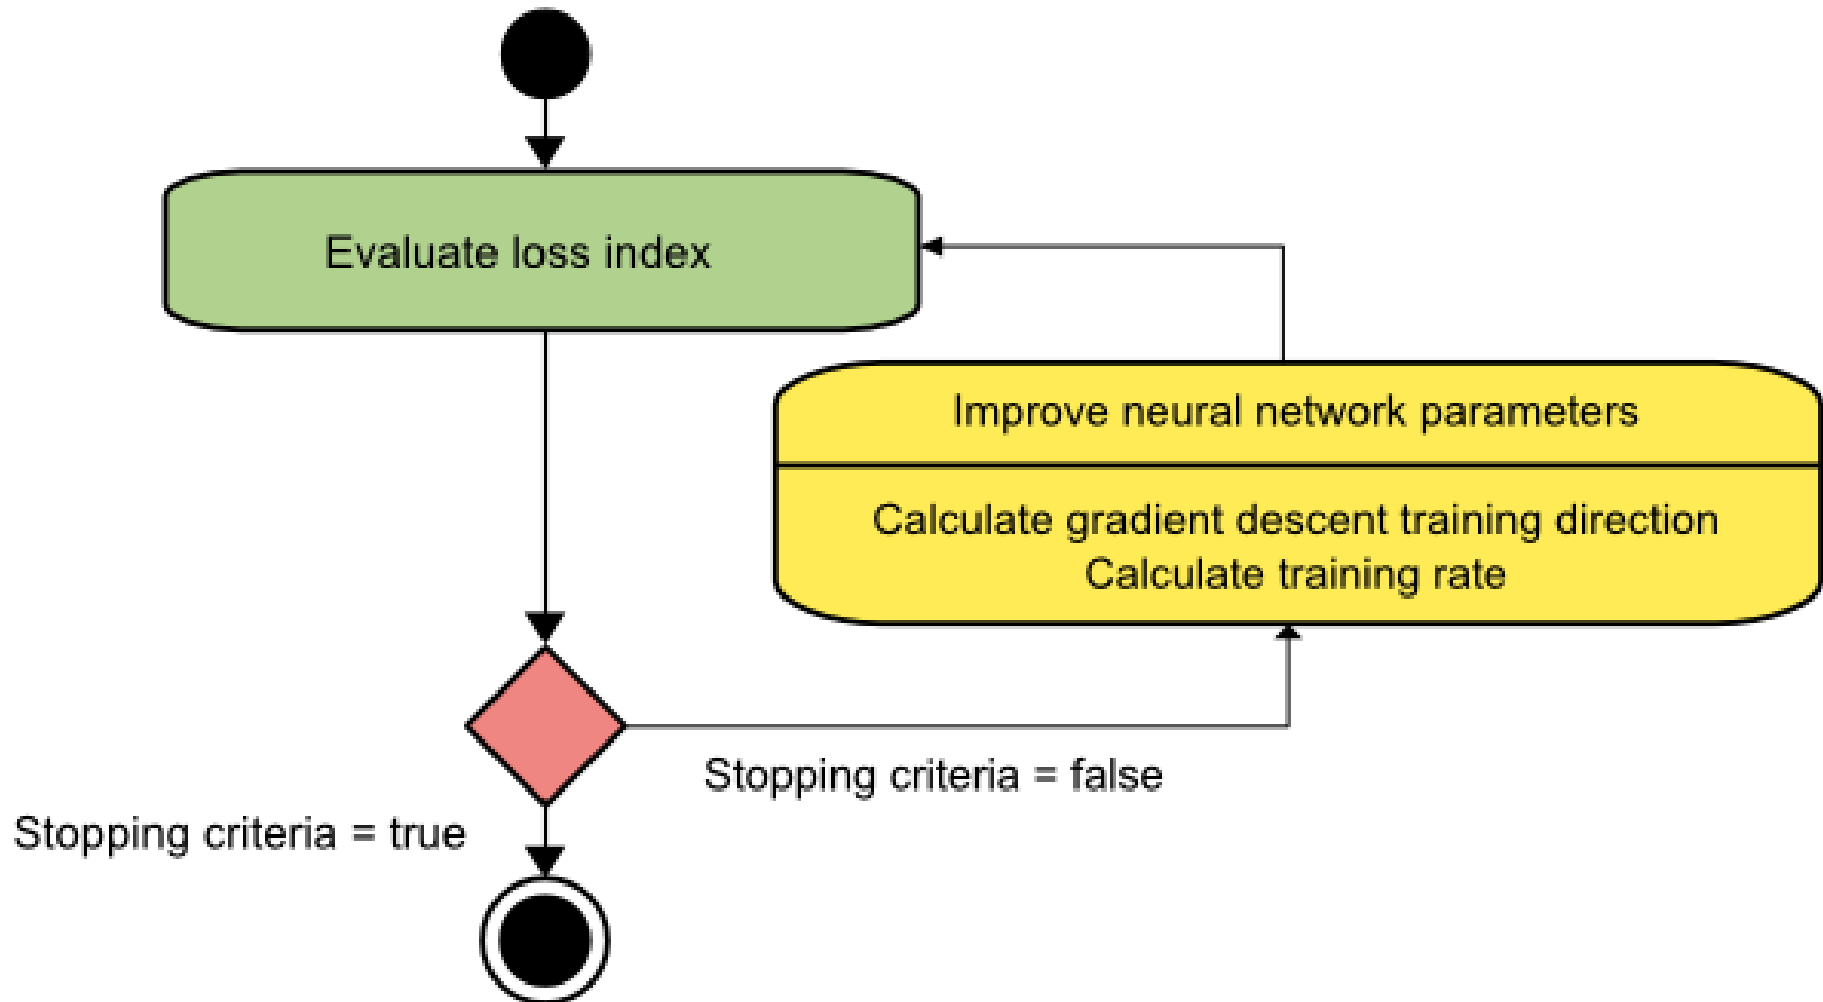 Evaluate loss index
Improve neural network parameters
Calculate gradient descent training direction
Calculate training rate
Stopping criteria = false
Stopping criteria = true